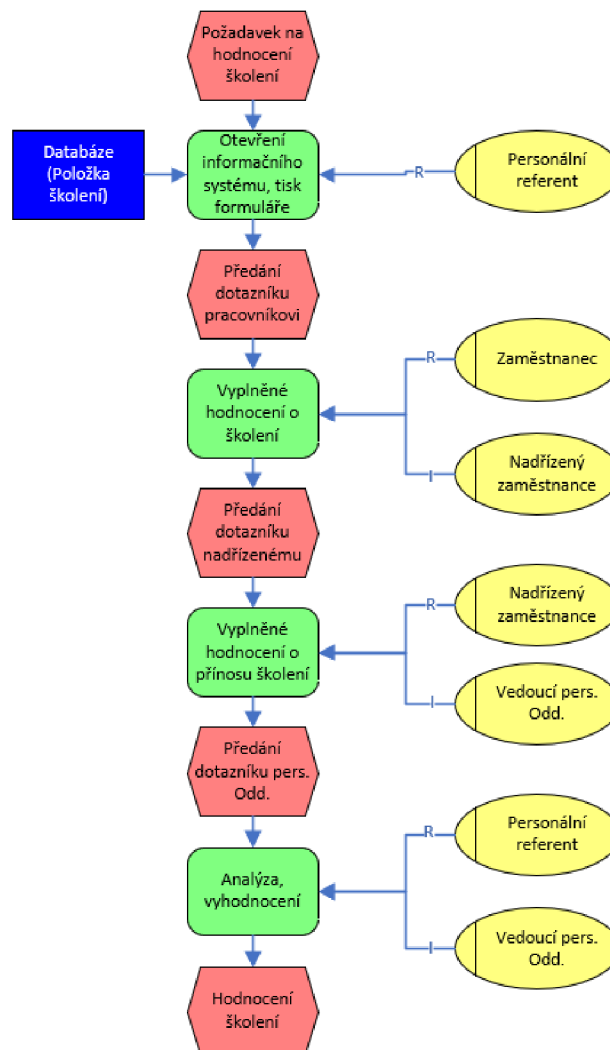 Požadavek na
hodnocení
školení
Databáze
(Položka
školení)
Otevření
informačního
systému, tisk
formuláře
R
Personální
referent
Předání
dotazníku
pracovníkovi
Vyplněné
hodnocení o
školení
R
Zaměstnanec
I
Nadřízený
zaměstnance
Předání
dotazníku
nadřízenému
Vyplněné
hodnocení o
přínosu školení
R
Nadřízený
zaměstnance
I
Vedoucí pers.
Odd.
Předání
dotazníku pers.
Odd.
Analýza,
vyhodnocení
R
Personální
referent
I
Vedoucí pers.
Odd.
Hodnocení
školení